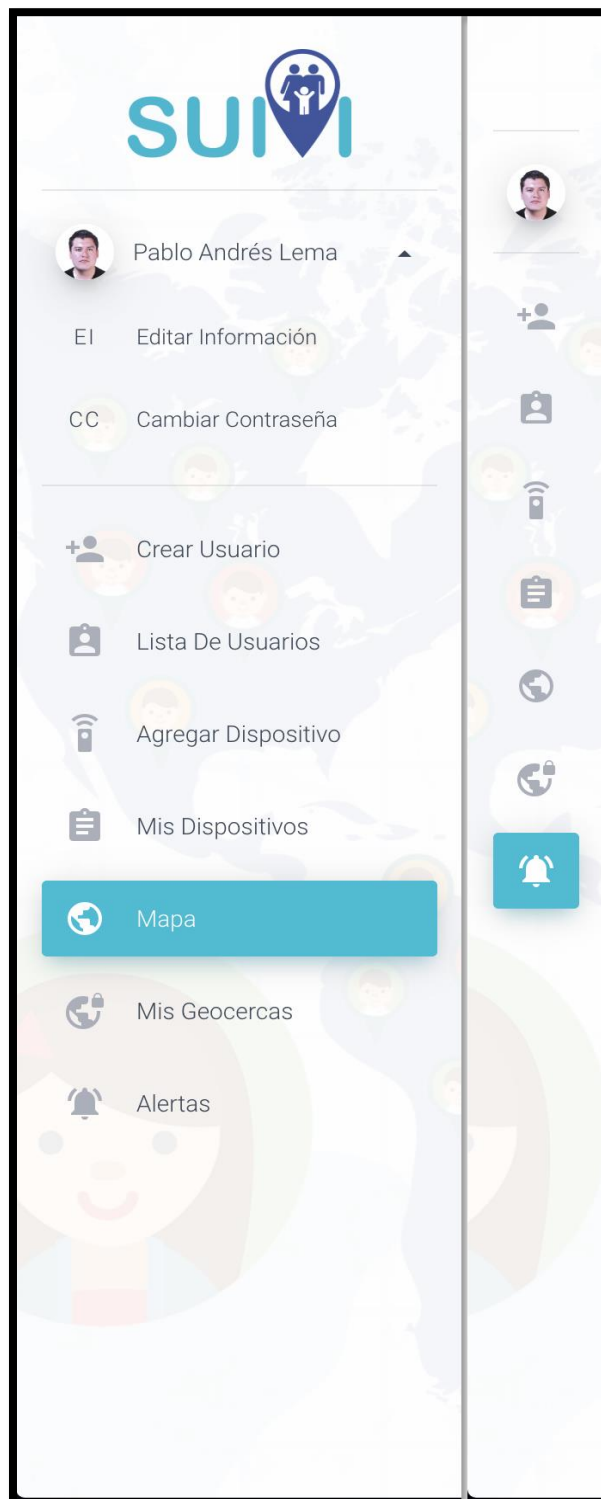 SUIVI
Pablo Andrés Lema
EI Editar Información
CC Cambiar Contraseña
Crear Usuario
Lista De Usuarios
Agregar Dispositivo
Mis Dispositivos
Mapa
Mis Geocercas
Alertas